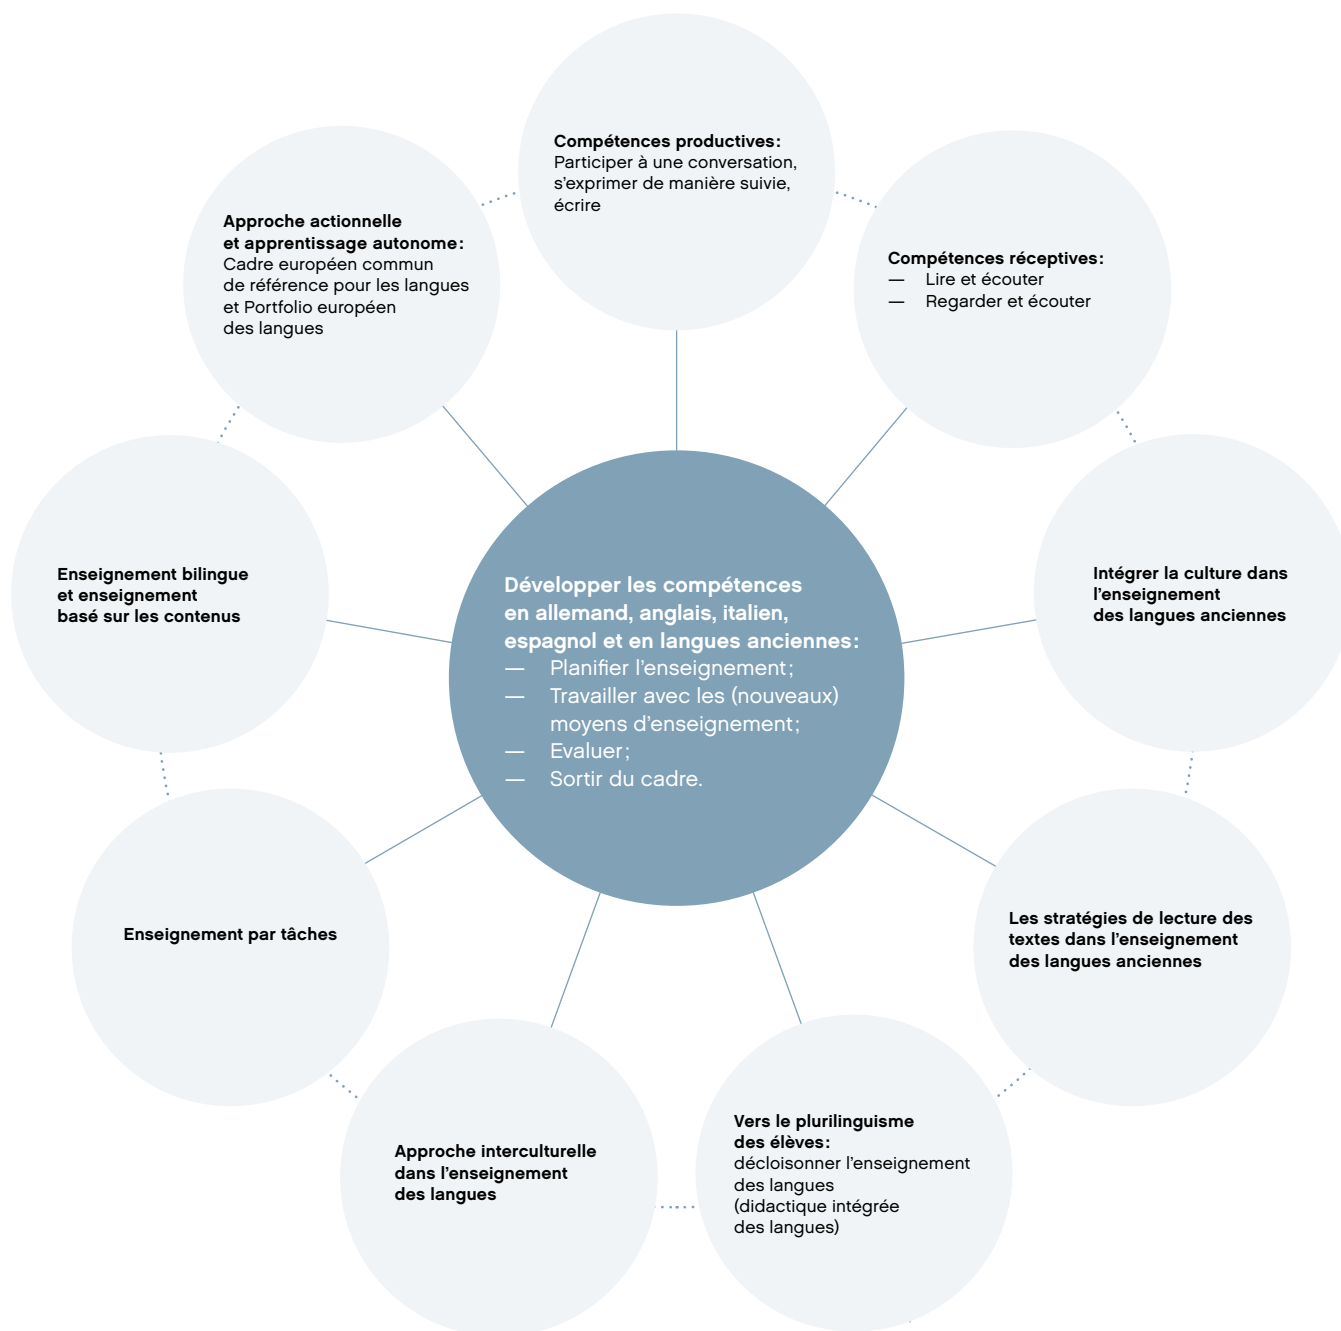 Compétences productives:
Participer à une conversation,
s'exprimer de manière suivie,
écrire
Approche actionnelle
et apprentissage autonome:
Cadre européen commun
de référence pour les langues
et Portfolio européen
des langues
Compétences réceptives:
— Lire et écouter
— Regarder et écouter
Enseignement bilingue
et enseignement
basé sur les contenus
Développer les compétences
en allemand, anglais, italien,
espagnol et en langues anciennes:
— Planifier l'enseignement;
— Travailler avec les (nouveaux)
moyens d'enseignement;
— Evaluer;
— Sortir du cadre.
Intégrer la culture dans
l'enseignement
des langues anciennes
Enseignement par tâches
Les stratégies de lecture des
textes dans l'enseignement
des langues anciennes
Approche interculturelle
dans l'enseignement
des langues
Vers le plurilinguisme
des élèves:
décloisonner l'enseignement
des langues
(didactique intégrée
des langues)